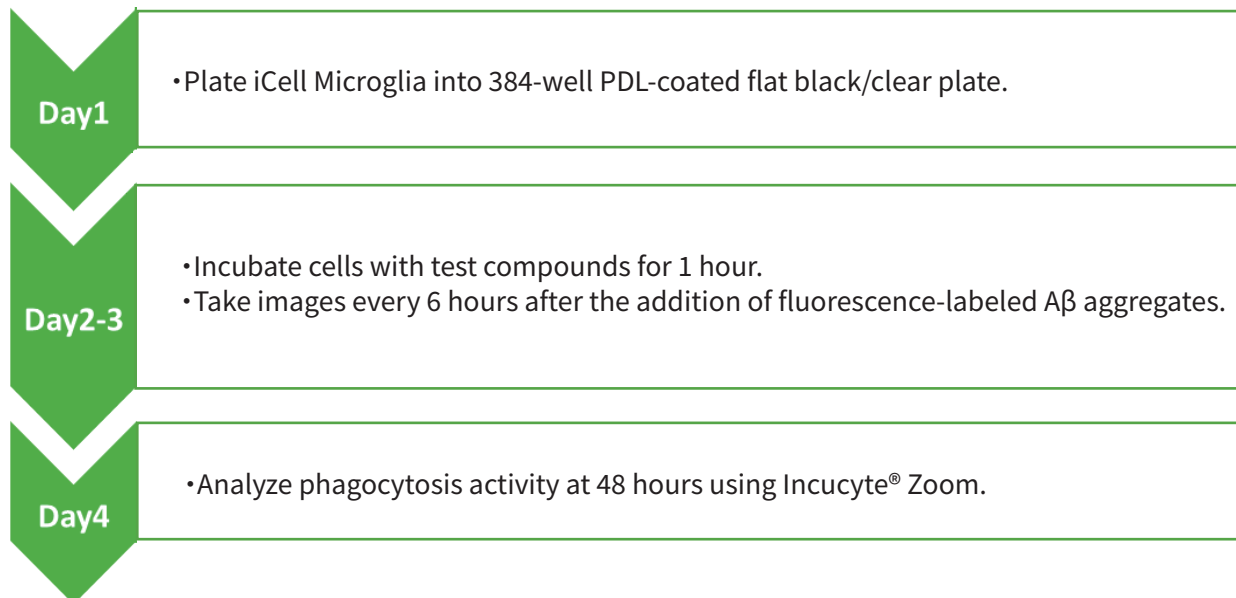 Day1
・Plate iCell Microglia into 384-well PDL-coated flat black/clear plate.
Day2-3
・Incubate cells with test compounds for 1 hour.
・Take images every 6 hours after the addition of fluorescence-labeled Aβ aggregates.
Day4
・Analyze phagocytosis activity at 48 hours using Incucyte® Zoom.